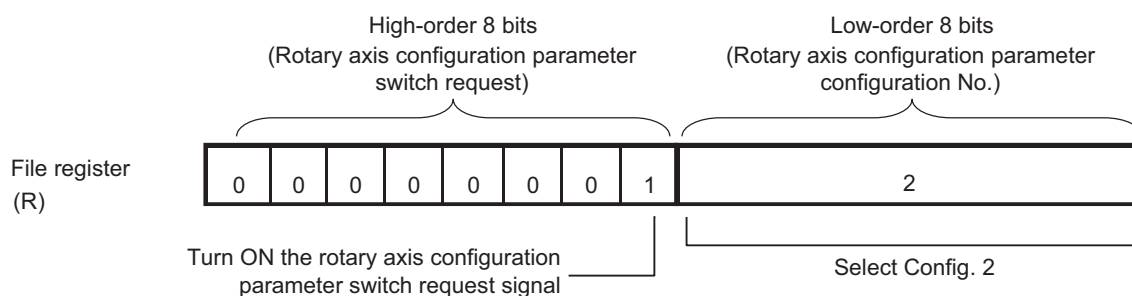 High-order 8 bits
(Rotary axis configuration parameter
switch request)
Low-order 8 bits
(Rotary axis configuration parameter
configuration No.)
File register
(R)
0 0 0 0 0 0 0 1 2
Turn ON the rotary axis configuration
parameter switch request signal
Select Config. 2